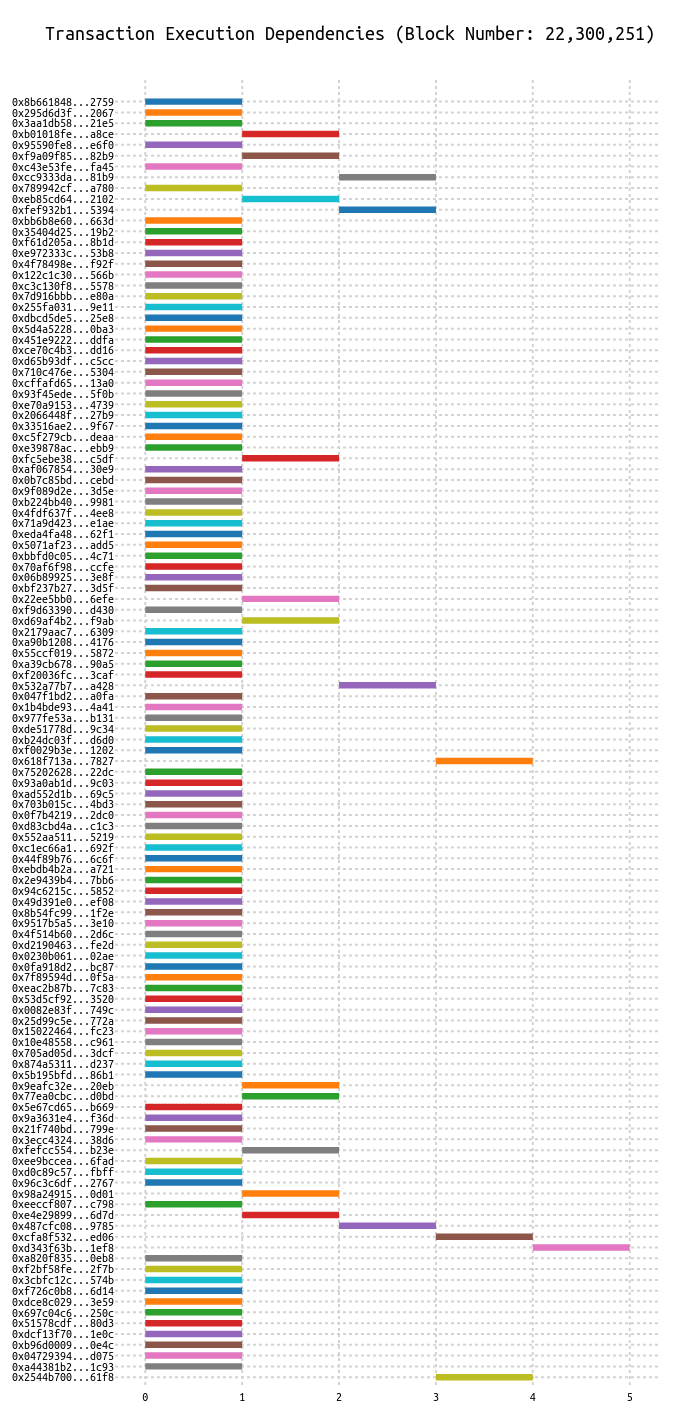 Transaction Execution Dependencies (Block Number: 22,300,251)
0x8b661848...2759
0x295d6d3f...2067
0x3aa1db58...21e5
0xb01018fe...a8ce
0x95590fe8...e6f0
0xf9a09f85...82b9
0xc43e53fe...fa45
0xcc9333da...81b9
0x789942cf...a780
0xeb85cd64...2102
0xfef932b1...5394
0xbb6b8e60...663d
0x35404d25...19b2
0xf61d205a...8b1d
0xe972333c...53b8
0x4f78498e...f92f
0x122c1c30...566b
0xc3c130f8...5578
0x7d916bbb...e80a
0x255fa031...9e11
0xdbcd5de5...25e8
0x5d4a5228...0ba3
0x451e9222...ddfa
0xce70c4b3...dd16
0xd65b93df...c5cc
0x710c476e...5304
0xcffafd65...13a0
0x93f45ede...5f0b
0xe70a9153...4739
0x2066448f...27b9
0x33516ae2...9f67
0xc5f279cb...deaa
0xe39878ac...ebb9
0xfc5ebe38...c5df
0xaf067854...30e9
0x0b7c85bd...cebd
0x9f089d2e...3d5e
0xb224bb40...9981
0x4fdf637f...4ee8
0x71a9d423...e1ae
0xeda4fa48...62f1
0x5071af23...add5
0xbbfd0c05...4c71
0x70af6f98...ccfe
0x06b89925...3e8f
0xbf237b27...3d5f
0x22ee5bb0...6efe
0xf9d63390...d430
0xd69af4b2...f9ab
0x2179aac7...6309
0xa90b1208...4176
0x55ccf019...5872
0xa39cb678...90a5
0xf20036fc...3caf
0x532a77b7...a428
0x047f1bd2...a0fa
0x1b4bde93...4a41
0x977fe53a...b131
0xde51778d...9c34
0xb24dc03f...d6d0
0xf0029b3e...1202
0x618f713a...7827
0x75202628...22dc
0x93a0ab1d...9c03
0xad552d1b...69c5
0x703b015c...4bd3
0x0f7b4219...2dc0
0xd83cbd4a...c1c3
0x552aa511...5219
0xc1ec66a1...692f
0x44f89b76...6c6f
0xebdb4b2a...a721
0x2e9439b4...7bb6
0x94c6215c...5852
0x49d391e0...ef08
0x8b54fc99...1f2e
0x9517b5a5...3e10
0x4f514b60...2d6c
0xd2190463...fe2d
0x0230b061...02ae
0x0fa918d2...bc87
0x7f89594d...0f5a
0xeac2b87b...7c83
0x53d5cf92...3520
0x0082e83f...749c
0x25d99c5e...772a
0x15022464...fc23
0x10e48558...c961
0x705ad05d...3dcf
0x874a5311...d237
0x5b195bfd...86b1
0x9eafc32e...20eb
0x77ea0cbc...d0bd
0x5e67cd65...b669
0x9a3631e4...f36d
0x21f740bd...799e
0x3ecc4324...38d6
0xfefcc554...b23e
0xee9bccea...6fad
0xd0c89c57...fbff
0x96c3c6df...2767
0x98a24915...0d01
0xeeccf807...c798
0xe4e29899...6d7d
0x487cfc08...9785
0xcfa8f532...ed06
0xd343f63b...1ef8
0xa820f835...0eb8
0xf2bf58fe...2f7b
0x3cbfc12c...574b
0xf726c0b8...6d14
0xdce8c029...3e59
0x697c04c6...250c
0x51578cdf...80d3
0xdcf13f70...1e0c
0xb96d0009...0e4c
0x04729394...d075
0xa44381b2...1c93
0x2544b700...61f8
0 1 2 3 4 5